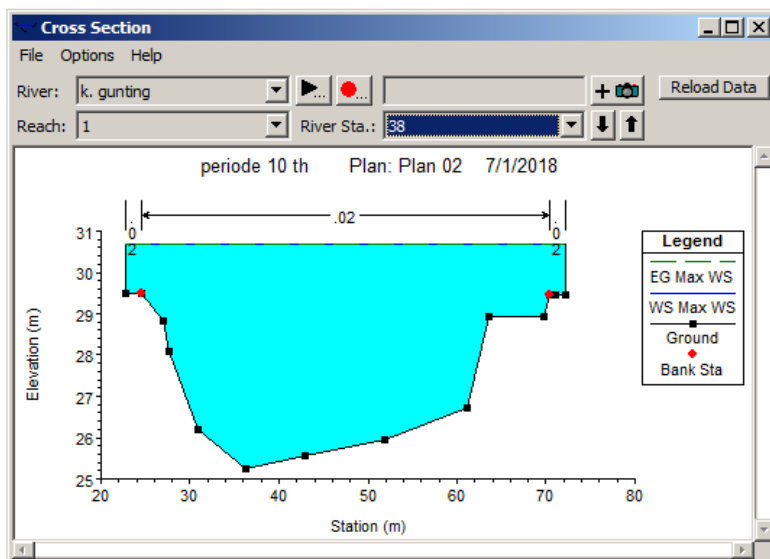 Cross Section
File Options Help
River: k. gunting
... ...
+
Reload Data
Reach: 1
River Sta.: 38
periode 10 th Plan: Plan 02 7/1/2018
.02
.02
.02
31
30
29
28
27
26
25
Elevation (m)
20 30 40 50 60 70 80
Station (m)
Legend
EG Max WS
WS Max WS
Ground
Bank Sta